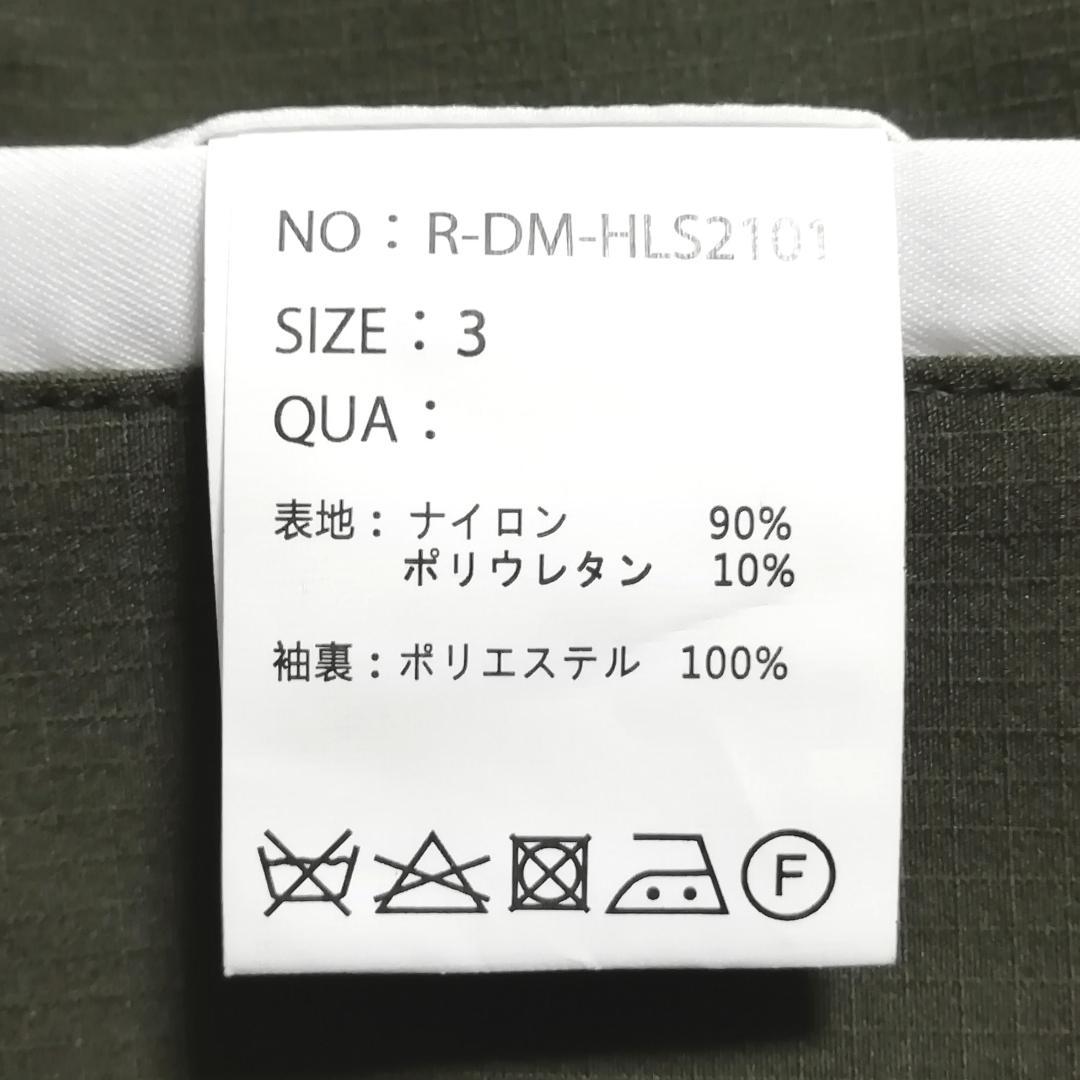 NO：R-DM-HLS2101
SIZE：3
QUA：
表地：ナイロン 90%
ポリウレタン 10%
袖裏：ポリエステル 100%
F